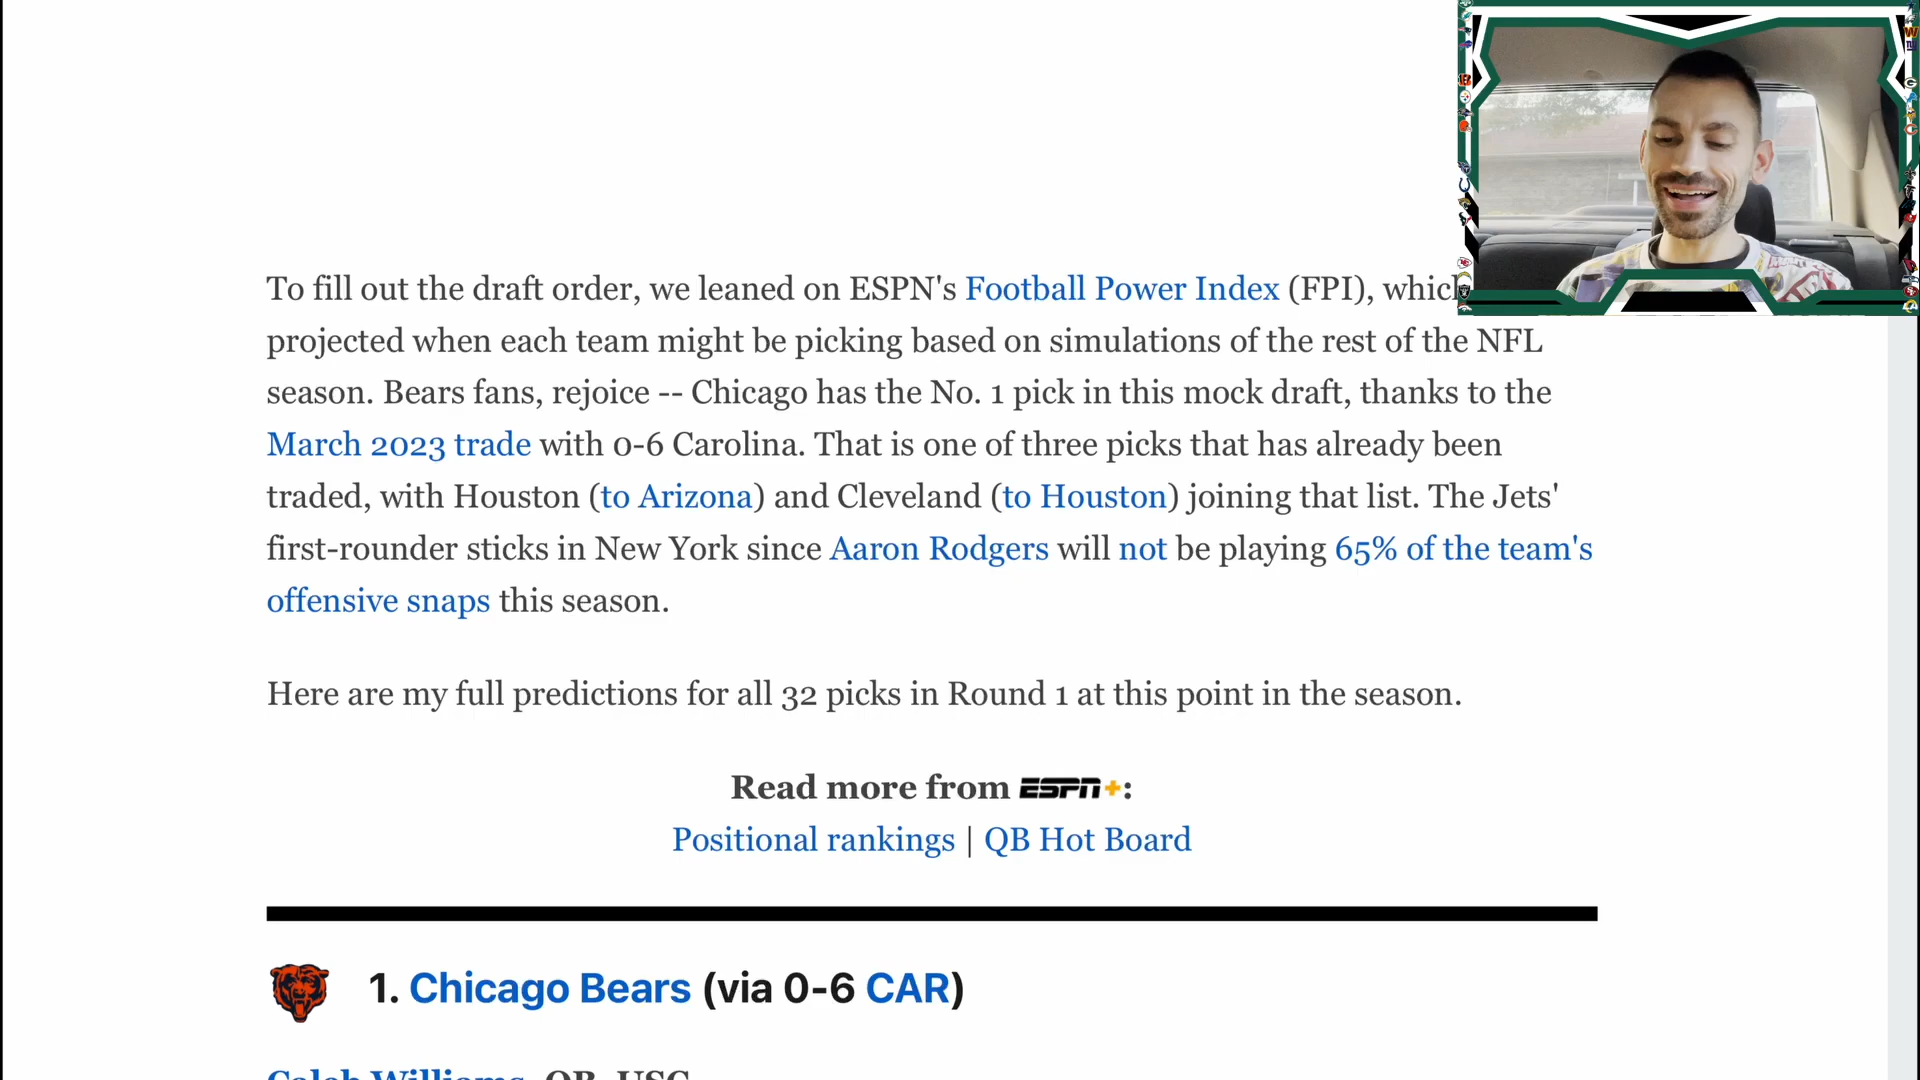 To fill out the draft order, we leaned on ESPN's Football Power Index (FPI), which
projected when each team might be picking based on simulations of the rest of the NFL
season. Bears fans, rejoice -- Chicago has the No. 1 pick in this mock draft, thanks to the
March 2023 trade with 0-6 Carolina. That is one of three picks that has already been
traded, with Houston (to Arizona) and Cleveland (to Houston) joining that list. The Jets'
first-rounder sticks in New York since Aaron Rodgers will not be playing 65% of the team's
offensive snaps this season.
Here are my full predictions for all 32 picks in Round 1 at this point in the season.
Read more from ESPN+:
Positional rankings | QB Hot Board
1. Chicago Bears (via 0-6 CAR)
Caleb Williams, QB, USC